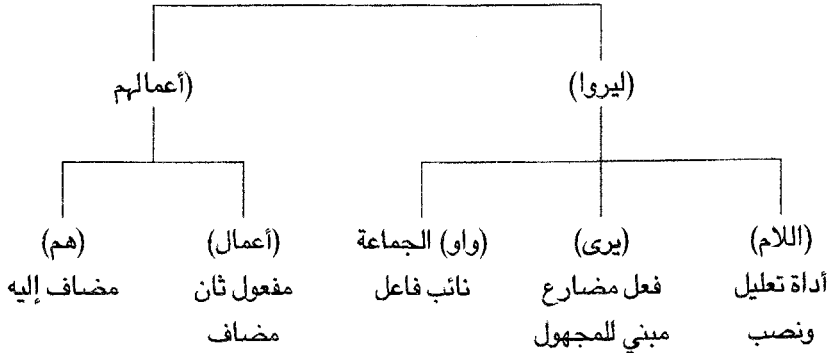 (ليروا) (أعمالهم
(اللام) (يرى) (واو) الجماعة (أعمال) (هم)
أداة تعليل فعل مضارع نائب فاعل مفعول ثان مضاف إليه
ونصب مبني للمجهول مضاف